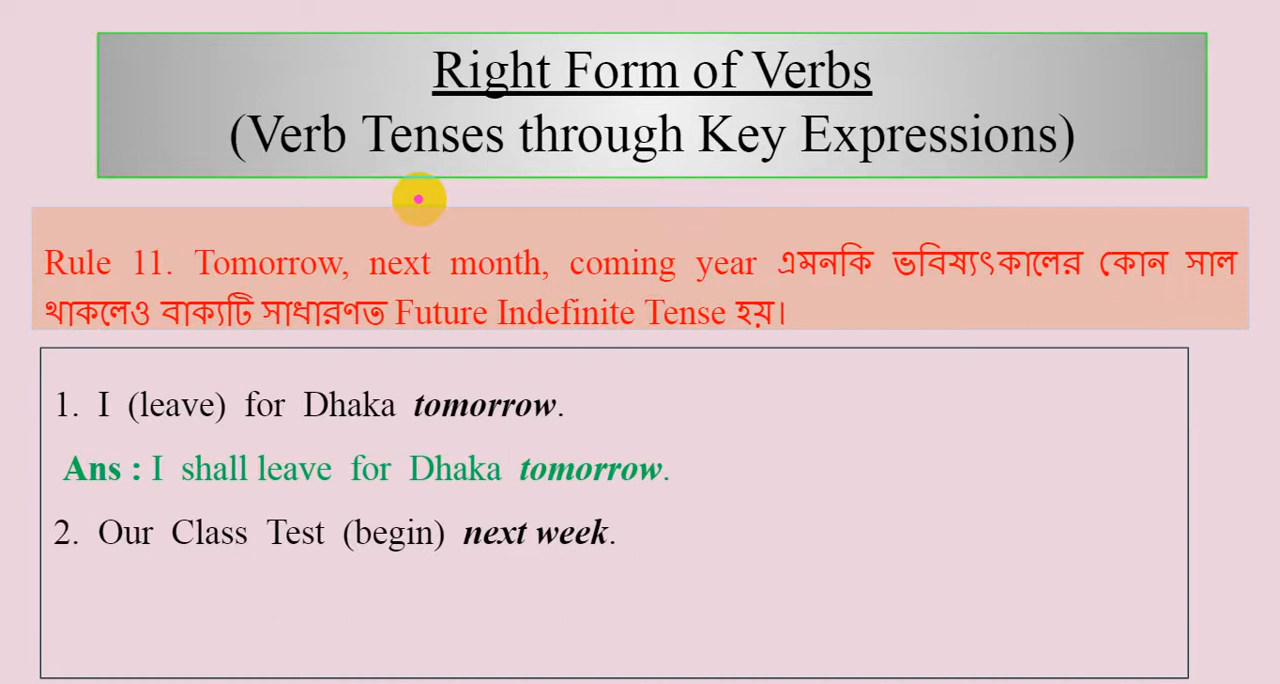 Right Form of Verbs
(Verb Tenses through Key Expressions)
Rule 11. Tomorrow, next month, coming year এমনকি ভবিষ্যৎকালের কোন সাল
থাকলেও বাক্যটি সাধারণত Future Indefinite Tense হয়।
1. I (leave) for Dhaka tomorrow.
Ans : I shall leave for Dhaka tomorrow.
2. Our Class Test (begin) next week.